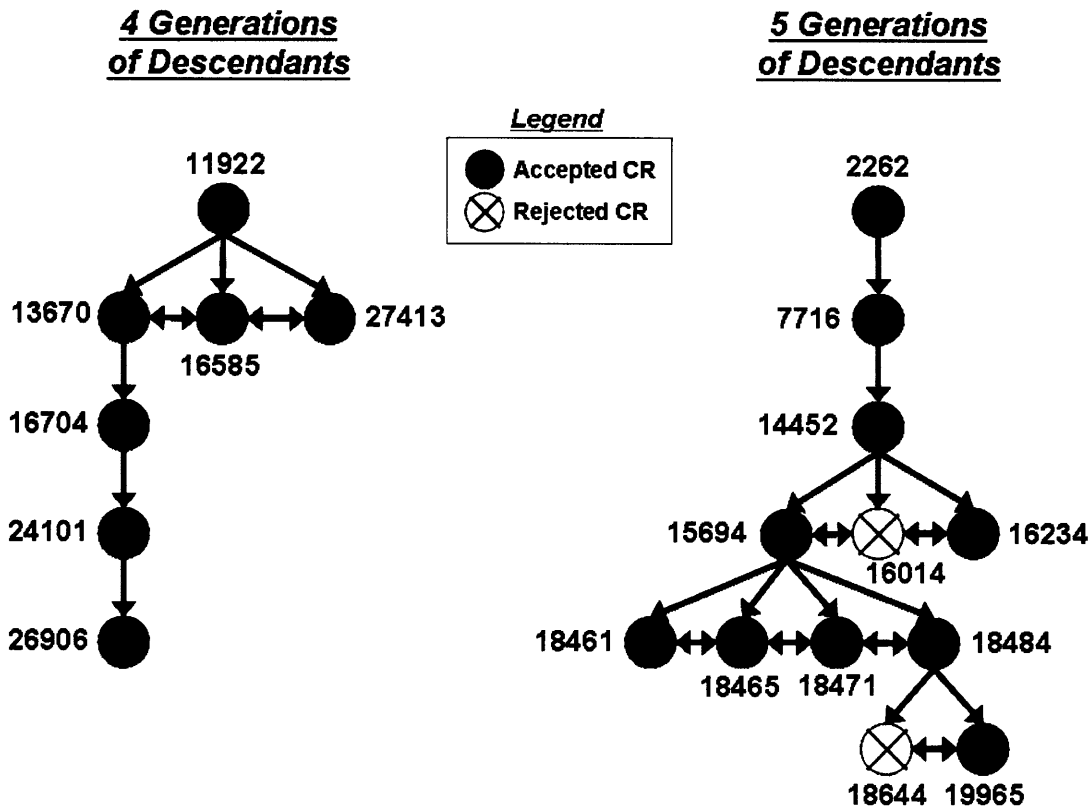 4 Generations
of Descendants
5 Generations
of Descendants
Legend
Accepted CR
Rejected CR
11922
13670
16585
27413
16704
24101
26906
2262
7716
14452
15694
16014
16234
18461
18465
18471
18484
18644
19965